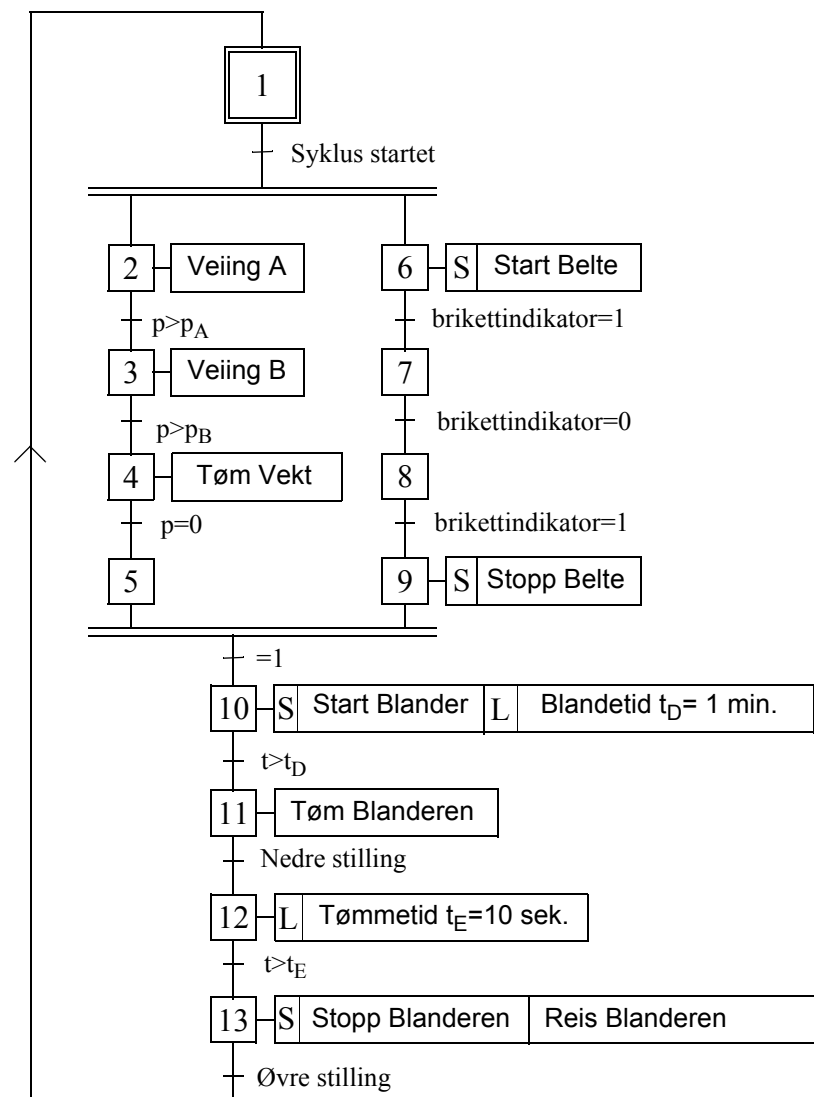 1
Syklus startet
2 Veiing A 6 S Start Belte
p>pA brikettindikator=1
3 Veiing B 7
p>pB brikettindikator=0
4 Tøm Vekt 8
p=0 brikettindikator=1
5 9 S Stopp Belte
=1
10 S Start Blander L Blandetid tD= 1 min.
t>tD
11 Tøm Blanderen
Nedre stilling
12 L Tømmetid tE=10 sek.
t>tE
13 S Stopp Blanderen Reis Blanderen
Øvre stilling